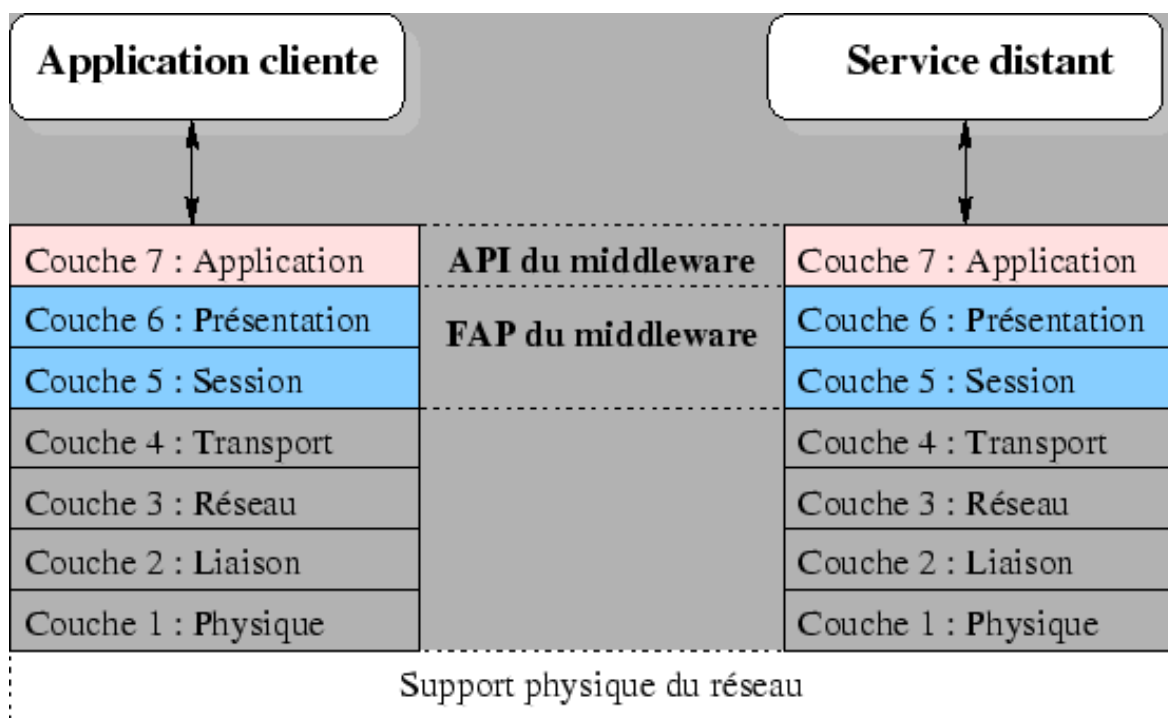 Application cliente
Service distant
Couche 7 : Application
API du middleware
Couche 7 : Application
Couche 6 : Présentation
FAP du middleware
Couche 6 : Présentation
Couche 5 : Session
Couche 5 : Session
Couche 4 : Transport
Couche 4 : Transport
Couche 3 : Réseau
Couche 3 : Réseau
Couche 2 : Liaison
Couche 2 : Liaison
Couche 1 : Physique
Couche 1 : Physique
Support physique du réseau